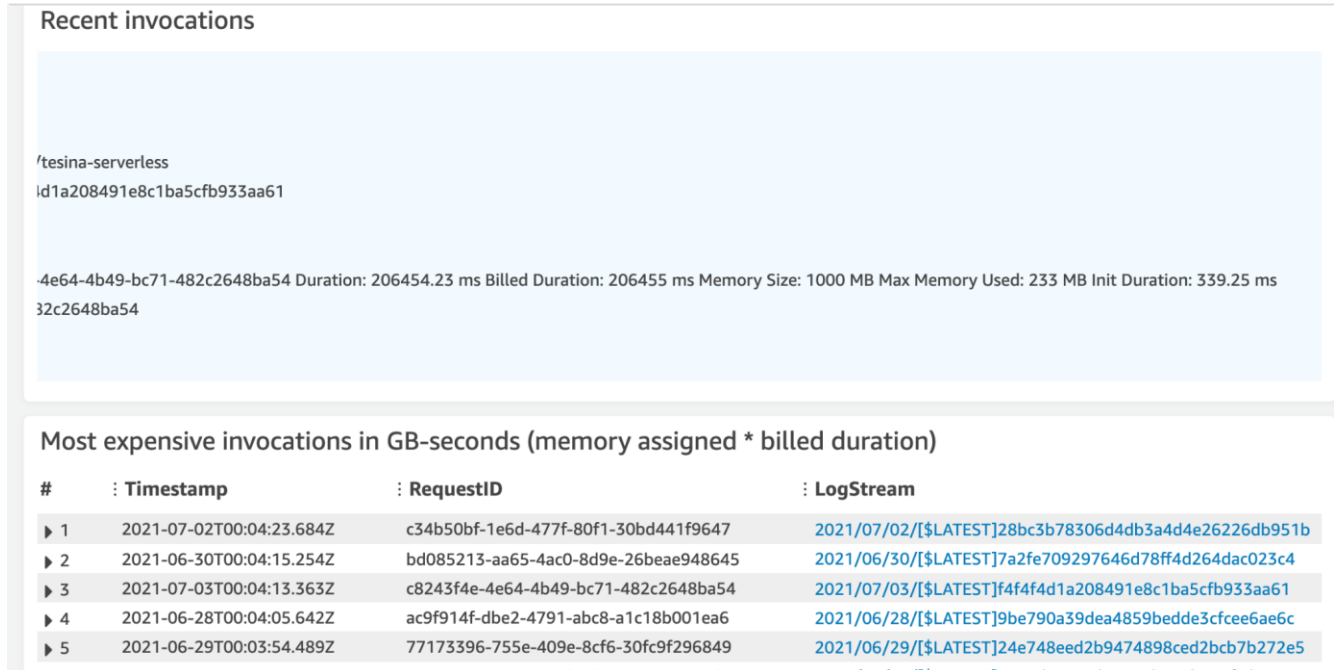 Recent invocations
/tesina-serverless
4d1a208491e8c1ba5cfb933aa61
-4e64-4b49-bc71-482c2648ba54 Duration: 206454.23 ms Billed Duration: 206455 ms Memory Size: 1000 MB Max Memory Used: 233 MB Init Duration: 339.25 ms
82c2648ba54
Most expensive invocations in GB-seconds (memory assigned * billed duration)
# Timestamp RequestID LogStream
1 2021-07-02T00:04:23.684Z c34b50bf-1e6d-477f-80f1-30bd441f9647 2021/07/02/[$LATEST]28bc3b78306d4db3a4d4e26226db951b
2 2021-06-30T00:04:15.254Z bd085213-aa65-4ac0-8d9e-26beae948645 2021/06/30/[$LATEST]7a2fe709297646d78ff4d264dac023c4
3 2021-07-03T00:04:13.363Z c8243f4e-4e64-4b49-bc71-482c2648ba54 2021/07/03/[$LATEST]f4f4f4d1a208491e8c1ba5cfb933aa61
4 2021-06-28T00:04:05.642Z ac9f914f-dbe2-4791-abc8-a1c18b001ea6 2021/06/28/[$LATEST]9be790a39dea4859bedde3cfcee6ae6c
5 2021-06-29T00:03:54.489Z 77173396-755e-409e-8cf6-30fc9f296849 2021/06/29/[$LATEST]24e748eed2b9474898ced2bcb7b272e5